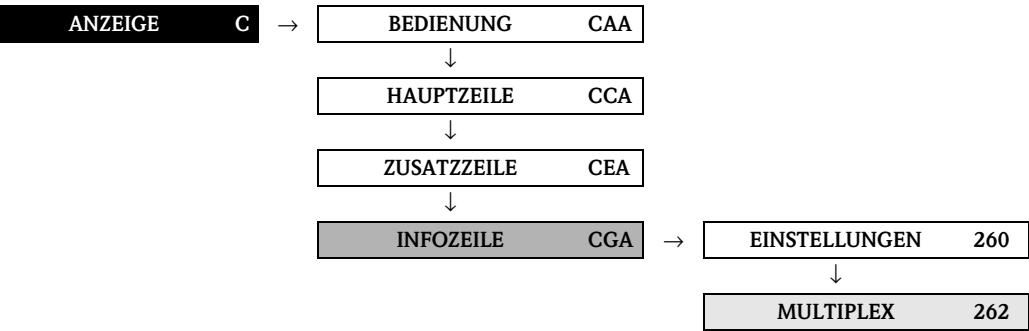 ANZEIGE C → BEDIENUNG CAA
↓
HAUPTZEILE CCA
↓
ZUSATZZEILE CEA
↓
INFOZEILE CGA → EINSTELLUNGEN 260
↓
MULTIPLEX 262